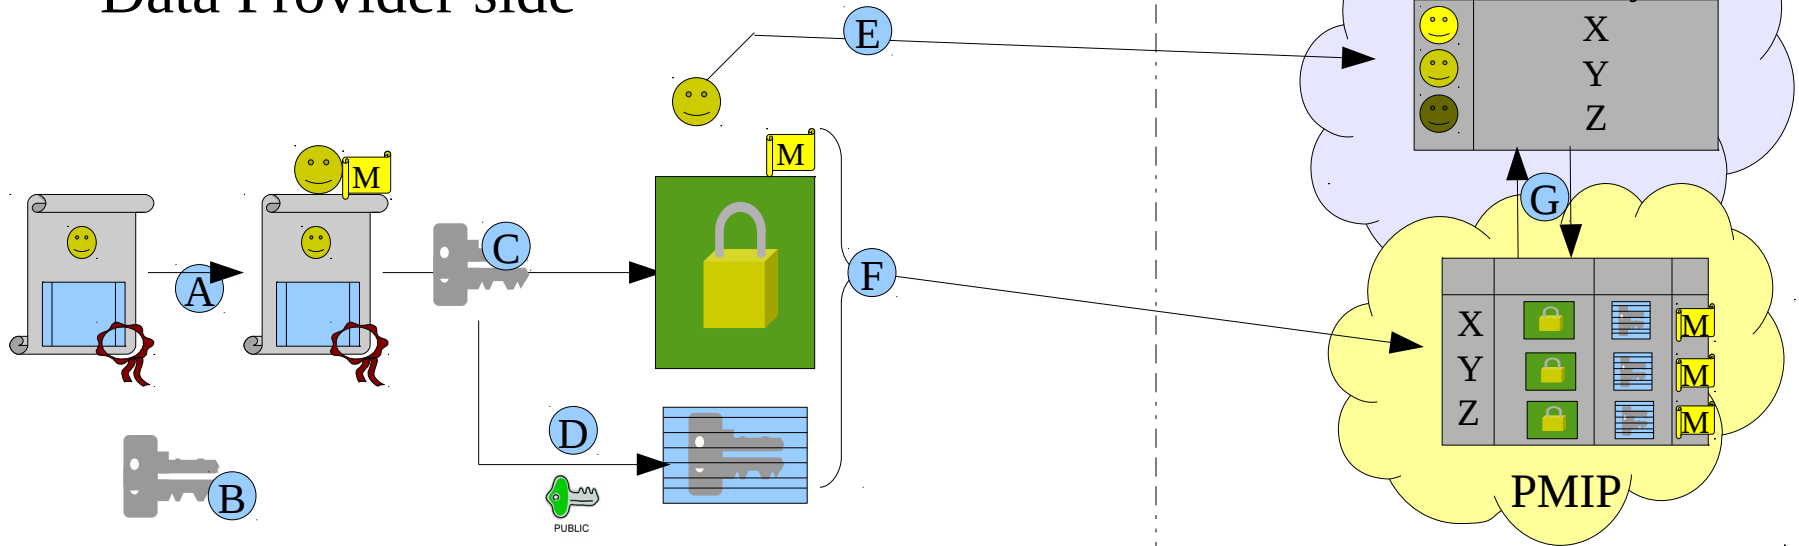 Data Provider side
E
X
Y
Z
M
M
G
A
C
F
X M
Y M
Z M
D
B
PUBLIC
PMIP